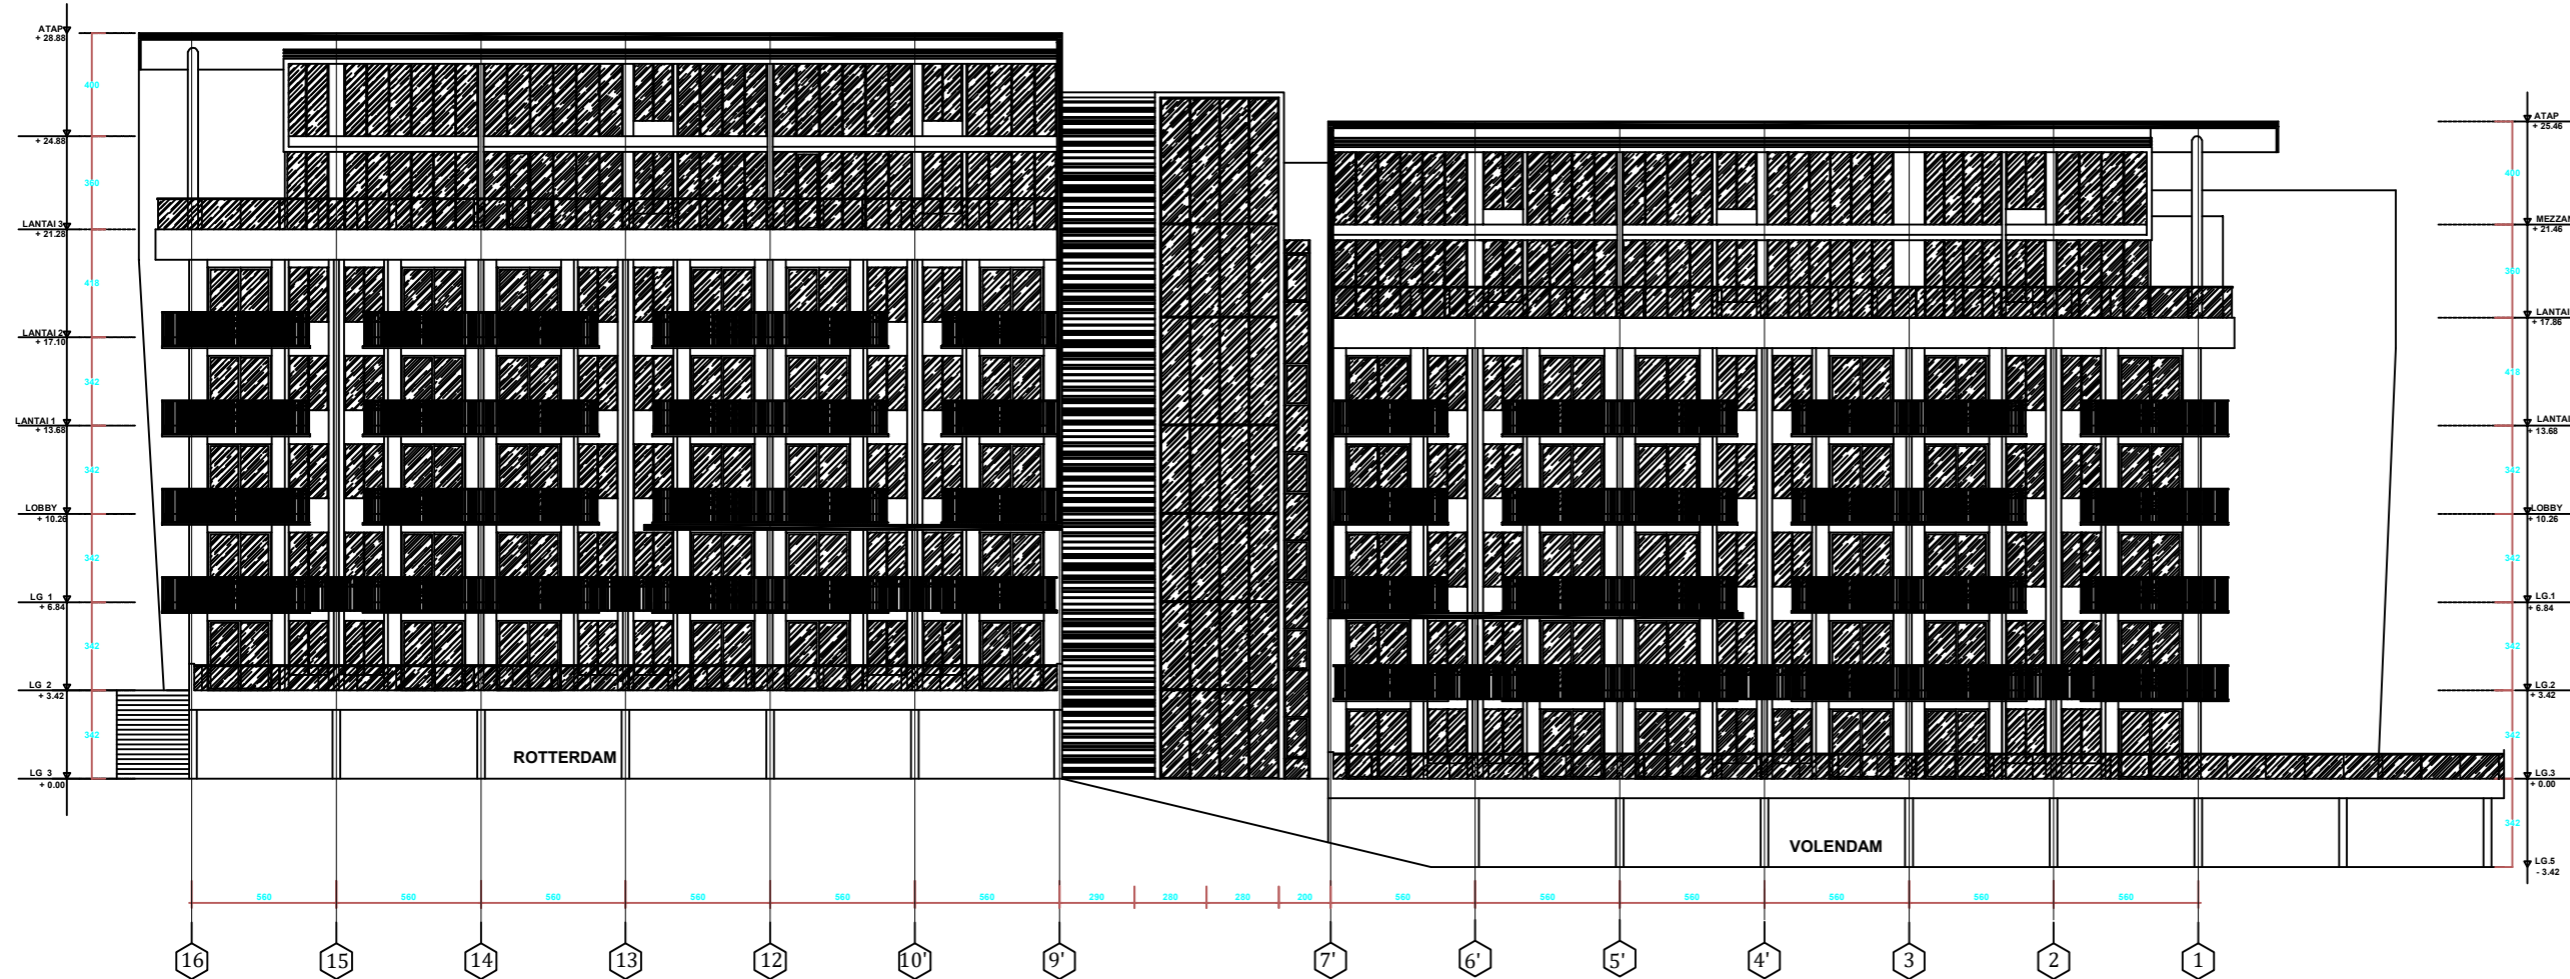 ATAP
+ 28.88
400
+ 24.88
360
LANTAI 3
+ 21.28
418
LANTAI 2
+ 17.10
342
LANTAI 1
+ 13.68
342
LOBBY
+ 10.26
342
LG 1
+ 6.84
342
LG 2
+ 3.42
342
LG 3
+ 0.00
ROTTERDAM
ATAP
+ 25.46
400
MEZZAN
+ 21.46
360
LANTAI
+ 17.86
418
LANTAI
+ 13.68
342
LOBBY
+ 10.26
342
LG.1
+ 6.84
342
LG.2
+ 3.42
342
LG.3
+ 0.00
342
LG.5
- 3.42
VOLENDAM
560 560 560 560 560 560 290 280 200 560 560 560 560 560 560
16 15 14 13 12 10' 9' 7' 6' 5' 4' 3 2 1